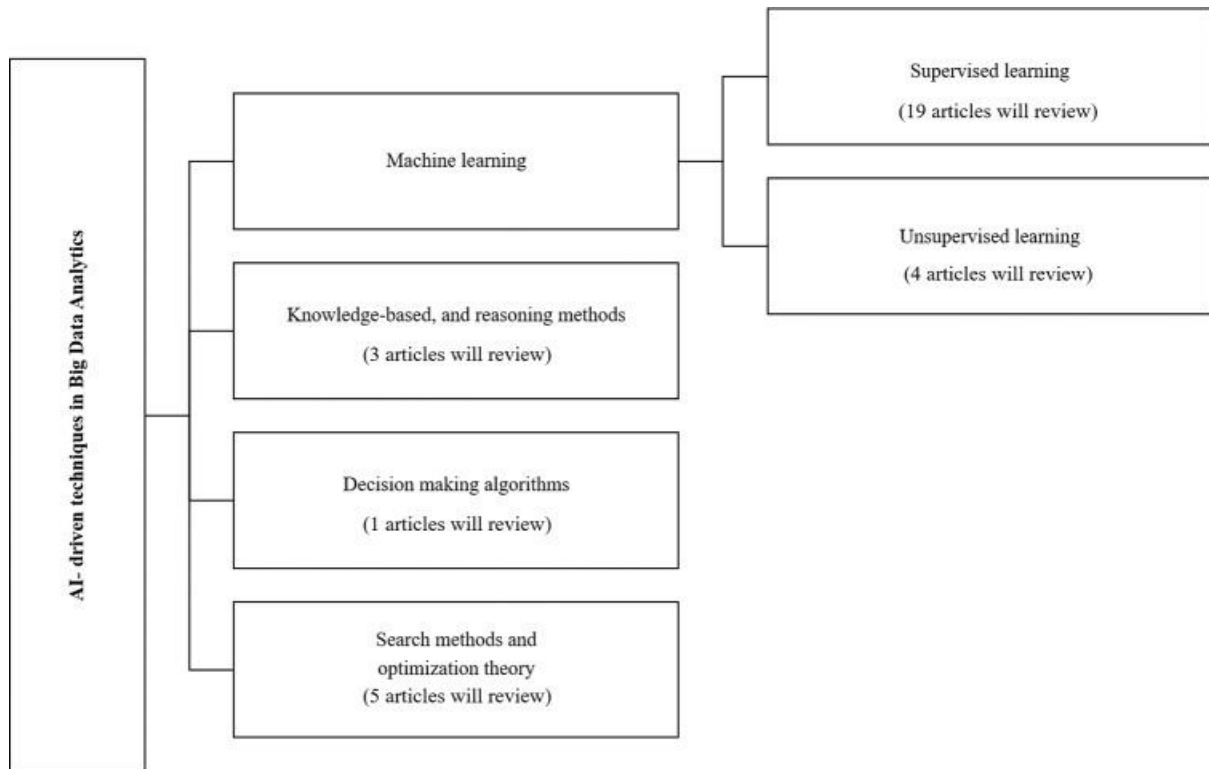 AI- driven techniques in Big Data Analytics
Machine learning
Supervised learning
(19 articles will review)
Unsupervised learning
(4 articles will review)
Knowledge-based, and reasoning methods
(3 articles will review)
Decision making algorithms
(1 articles will review)
Search methods and
optimization theory
(5 articles will review)